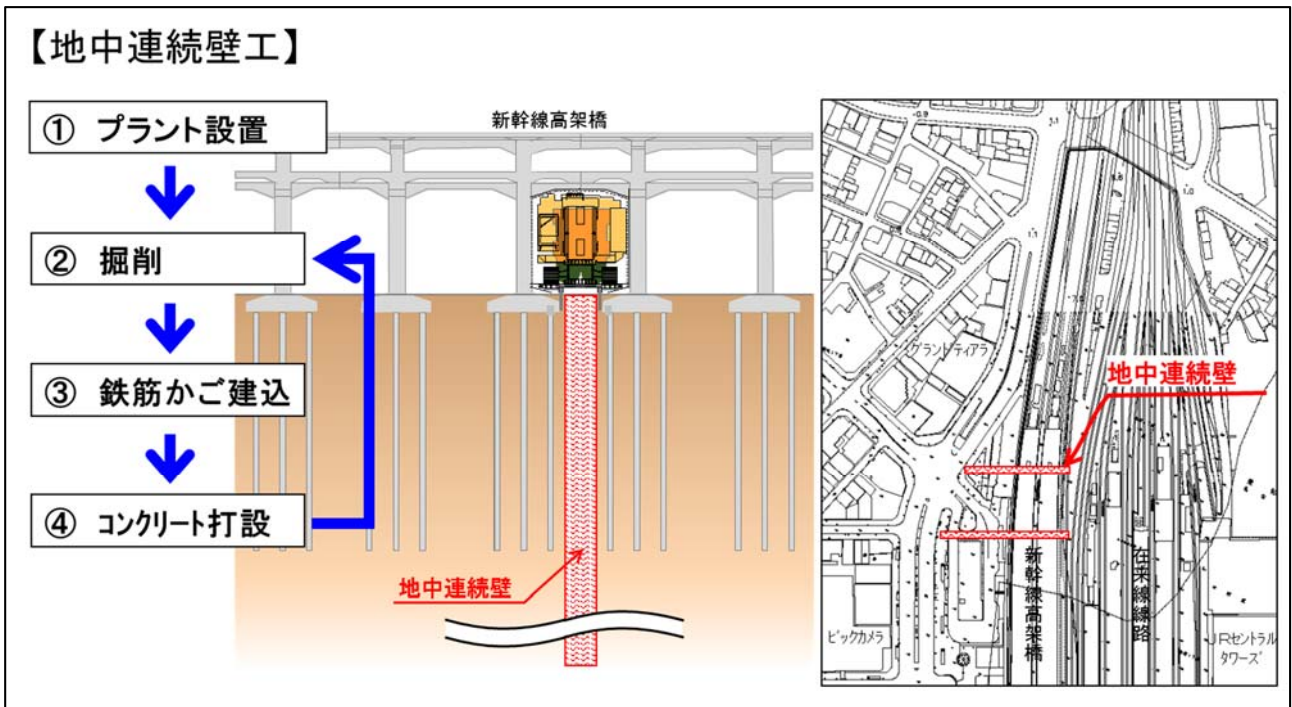 【地中連続壁工】
① プラント設置
② 掘削
③ 鉄筋かご建込
④ コンクリート打設
新幹線高架橋
地中連続壁
グランドティアラ
地中連続壁
新幹線高架橋
在来線線路
ビックカメラ
JRセントラル
タワーズ